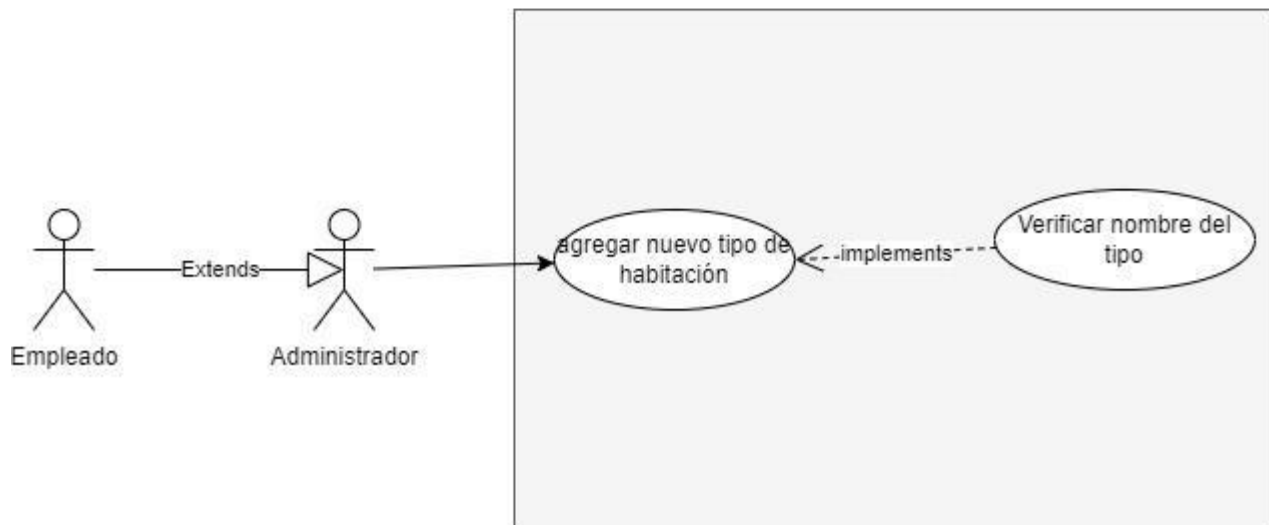 Empleado
Extends
Administrador
agregar nuevo tipo de
habitación
implements
Verificar nombre del
tipo